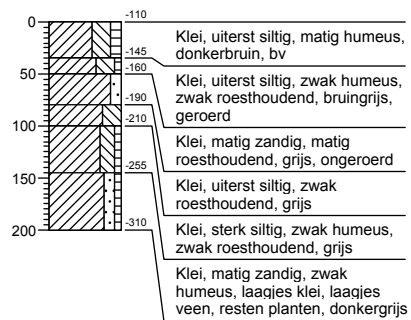 0
50
100
150
200
-110
-145
-160
-190
-210
-255
-310
Klei, uiterst siltig, matig humeus,
donkerbruin, bv
Klei, uiterst siltig, zwak humeus,
zwak roesthoudend, bruingrijs,
geroerd
Klei, matig zandig, matig
roesthoudend, grijs, ongeroerd
Klei, uiterst siltig, zwak
roesthoudend, grijs
Klei, sterk siltig, zwak humeus,
zwak roesthoudend, grijs
Klei, matig zandig, zwak
humeus, laagjes klei, laagjes
veen, resten planten, donkergrijs